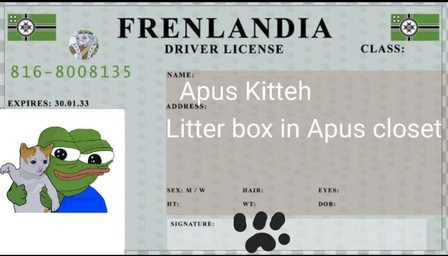 FRENLANDIA
DRIVER LICENSE
CLASS:
816-8008135
EXPIRES: 30.01.33
NAME:
Apus Kitteh
ADDRESS:
Litter box in Apus closet
SEX: M / W HAIR: EYES:
HT: WT: DOB:
SIGNATURE: